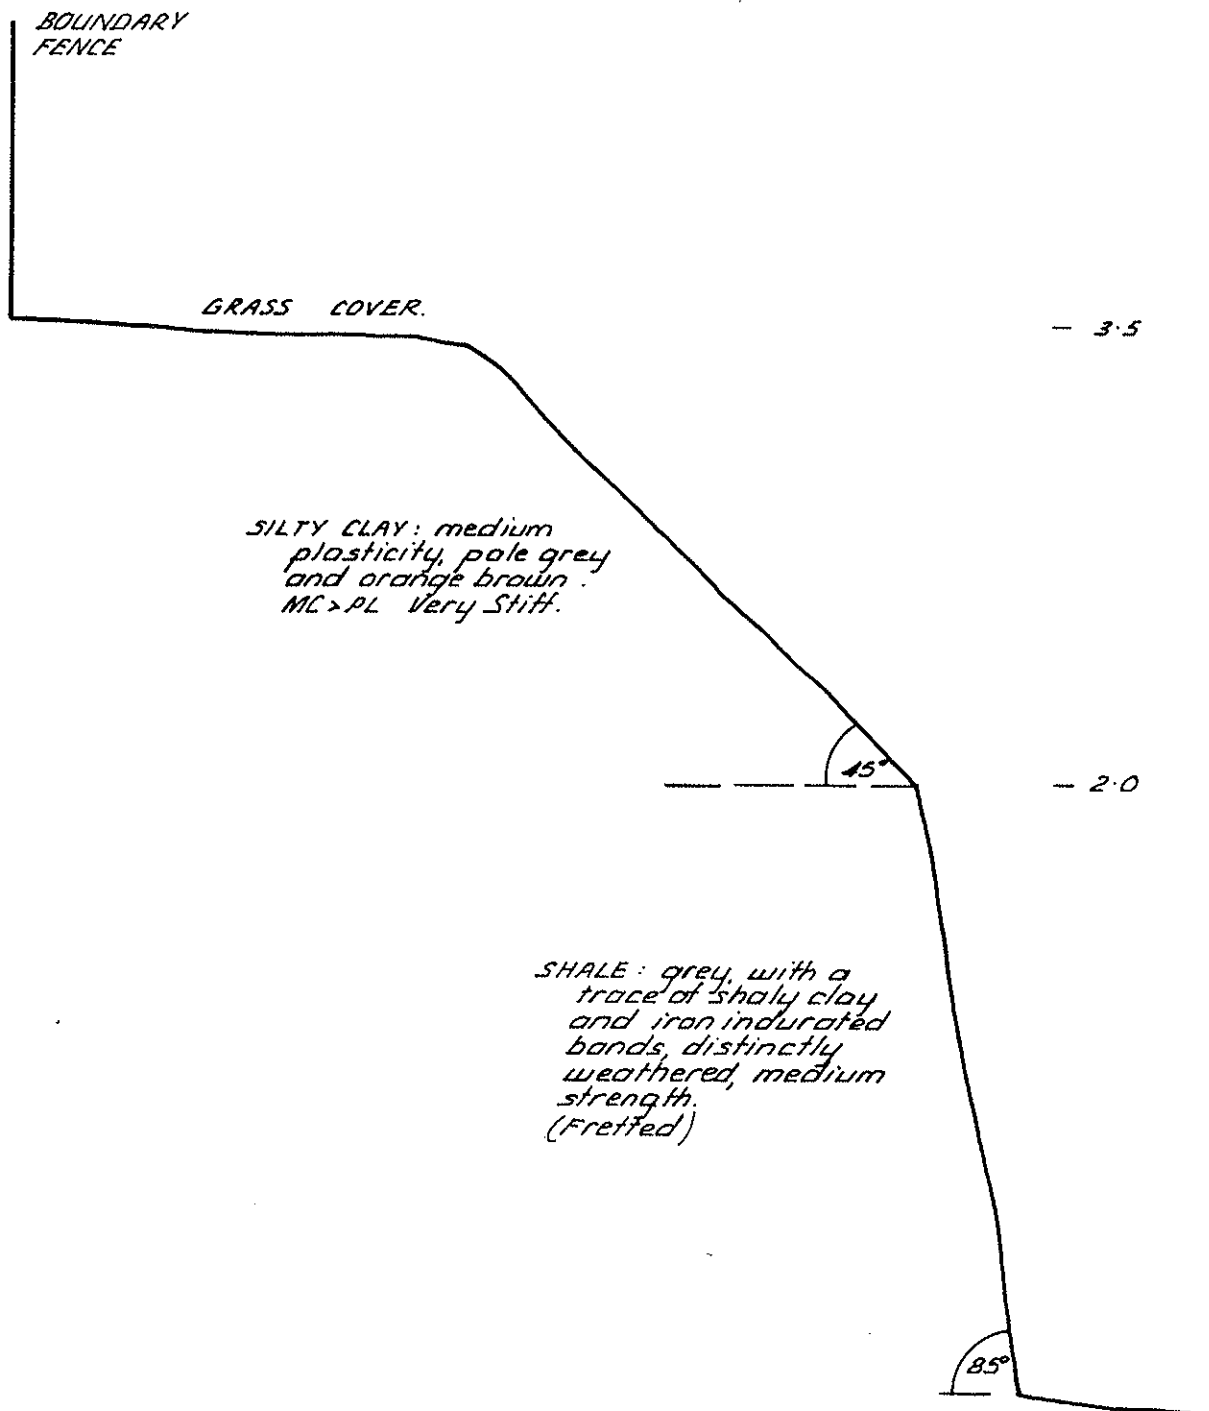 BOUNDARY
FENCE
GRASS COVER.
- 3.5
SILTY CLAY: medium
plasticity, pale grey
and orange brown.
MC>PL Very Stiff.
45°
- 2.0
SHALE: grey, with a
trace of shaly clay
and iron indurated
bands, distinctly
weathered, medium
strength.
(Fretted)
85°